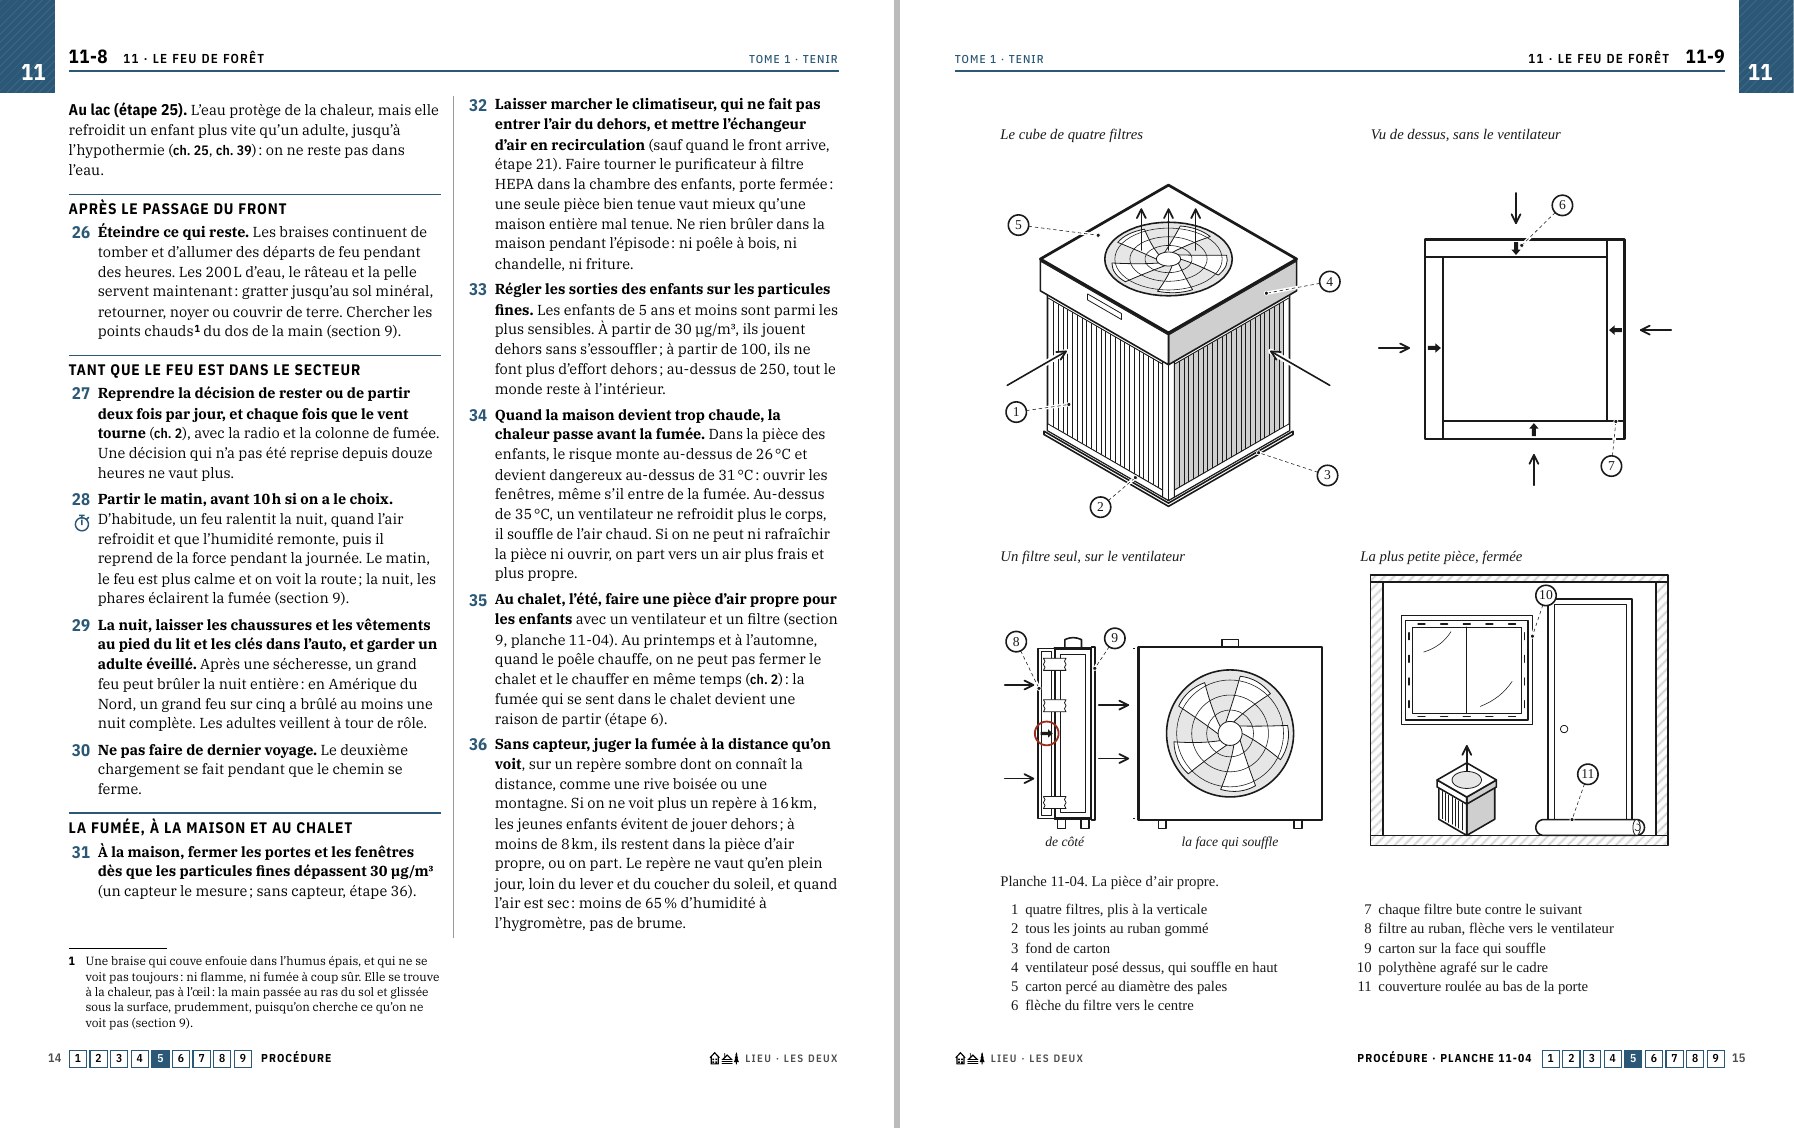 11
11-8 11 · LE FEU DE FORÊT
TOME 1 · TENIR
Au lac (étape 25). L’eau protège de la chaleur, mais elle
refroidit un enfant plus vite qu’un adulte, jusqu’à
l’hypothermie (ch. 25, ch. 39) : on ne reste pas dans
l’eau.
APRÈS LE PASSAGE DU FRONT
26 Éteindre ce qui reste. Les braises continuent de
tomber et d’allumer des départs de feu pendant
des heures. Les 200 L d’eau, le râteau et la pelle
servent maintenant : gratter jusqu’au sol minéral,
retourner, noyer ou couvrir de terre. Chercher les
points chauds¹ du dos de la main (section 9).
TANT QUE LE FEU EST DANS LE SECTEUR
27 Reprendre la décision de rester ou de partir
deux fois par jour, et chaque fois que le vent
tourne (ch. 2), avec la radio et la colonne de fumée.
Une décision qui n’a pas été reprise depuis douze
heures ne vaut plus.
28 Partir le matin, avant 10 h si on a le choix.
D’habitude, un feu ralentit la nuit, quand l’air
refroidit et que l’humidité remonte, puis il
reprend de la force pendant la journée. Le matin,
le feu est plus calme et on voit la route ; la nuit, les
phares éclairent la fumée (section 9).
29 La nuit, laisser les chaussures et les vêtements
au pied du lit et les clés dans l’auto, et garder un
adulte éveillé. Après une sécheresse, un grand
feu peut brûler la nuit entière : en Amérique du
Nord, un grand feu sur cinq a brûlé au moins une
nuit complète. Les adultes veillent à tour de rôle.
30 Ne pas faire de dernier voyage. Le deuxième
chargement se fait pendant que le chemin se
ferme.
LA FUMÉE, À LA MAISON ET AU CHALET
31 À la maison, fermer les portes et les fenêtres
dès que les particules fines dépassent 30 µg/m³
(un capteur le mesure ; sans capteur, étape 36).
1 Une braise qui couve enfouie dans l’humus épais, et qui ne se
voit pas toujours : ni flamme, ni fumée à coup sûr. Elle se trouve
à la chaleur, pas à l’œil : la main passée au ras du sol et glissée
sous la surface, prudemment, puisqu’on cherche ce qu’on ne
voit pas (section 9).
32 Laisser marcher le climatiseur, qui ne fait pas
entrer l’air du dehors, et mettre l’échangeur
d’air en recirculation (sauf quand le front arrive,
étape 21). Faire tourner le purificateur à filtre
HEPA dans la chambre des enfants, porte fermée :
une seule pièce bien tenue vaut mieux qu’une
maison entière mal tenue. Ne rien brûler dans la
maison pendant l’épisode : ni poêle à bois, ni
chandelle, ni friture.
33 Régler les sorties des enfants sur les particules
fines. Les enfants de 5 ans et moins sont parmi les
plus sensibles. À partir de 30 µg/m³, ils jouent
dehors sans s’essouffler ; à partir de 100, ils ne
font plus d’effort dehors ; au-dessus de 250, tout le
monde reste à l’intérieur.
34 Quand la maison devient trop chaude, la
chaleur passe avant la fumée. Dans la pièce des
enfants, le risque monte au-dessus de 26 °C et
devient dangereux au-dessus de 31 °C : ouvrir les
fenêtres, même s’il entre de la fumée. Au-dessus
de 35 °C, un ventilateur ne refroidit plus le corps,
il souffle de l’air chaud. Si on ne peut ni rafraîchir
la pièce ni ouvrir, on part vers un air plus frais et
plus propre.
35 Au chalet, l’été, faire une pièce d’air propre pour
les enfants avec un ventilateur et un filtre (section
9, planche 11-04). Au printemps et à l’automne,
quand le poêle chauffe, on ne peut pas fermer le
chalet et le chauffer en même temps (ch. 2) : la
fumée qui se sent dans le chalet devient une
raison de partir (étape 6).
36 Sans capteur, juger la fumée à la distance qu’on
voit, sur un repère sombre dont on connaît la
distance, comme une rive boisée ou une
montagne. Si on ne voit plus un repère à 16 km,
les jeunes enfants évitent de jouer dehors ; à
moins de 8 km, ils restent dans la pièce d’air
propre, ou on part. Le repère ne vaut qu’en plein
jour, loin du lever et du coucher du soleil, et quand
l’air est sec : moins de 65 % d’humidité à
l’hygromètre, pas de brume.
14 1 2 3 4 5 6 7 8 9 PROCÉDURE
LIEU · LES DEUX
TOME 1 · TENIR
11 · LE FEU DE FORÊT 11-9
11
Le cube de quatre filtres
5
4
1
3
2
Vu de dessus, sans le ventilateur
6
7
Un filtre seul, sur le ventilateur
8
9
de côté
la face qui souffle
La plus petite pièce, fermée
10
11
Planche 11-04. La pièce d’air propre.
1 quatre filtres, plis à la verticale
2 tous les joints au ruban gommé
3 fond de carton
4 ventilateur posé dessus, qui souffle en haut
5 carton percé au diamètre des pales
6 flèche du filtre vers le centre
7 chaque filtre bute contre le suivant
8 filtre au ruban, flèche vers le ventilateur
9 carton sur la face qui souffle
10 polythène agrafé sur le cadre
11 couverture roulée au bas de la porte
LIEU · LES DEUX
PROCÉDURE · PLANCHE 11-04 1 2 3 4 5 6 7 8 9 15